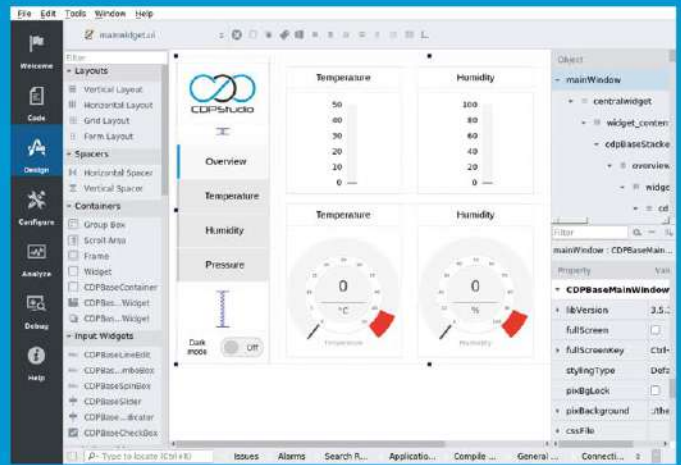 File Edit Tools Window Help
mainwidget.ui
Welcome
Code
Design
Configure
Analyze
Debug
Help
Filter
Layouts
Vertical Layout
Horizontal Layout
Grid Layout
Form Layout
Spacers
Horizontal Spacer
Vertical Spacer
Containers
Group Box
Scroll Area
Frame
Widget
CDPBaseContainer
CDPBas...Widget
CDPBas...Widget
Input Widgets
CDPBaseLineEdit
CDPBas...mboBox
CDPBaseSpinBox
CDPBaseSlider
CDPBase...dicator
CDPBaseCheckBox
CDPStudio
Overview
Temperature
Humidity
Pressure
Dark mode Off
Temperature
50
40
30
20
10
0
Humidity
100
80
60
40
20
0
Temperature
0
°C
Temperature
Humidity
0
%
Humidity
Object
mainWindow
centralwidget
widget_conten
cdpBaseStacke
overview
widge
cd
Filter
mainWindow : CDPBaseMain...
Property
CDPBaseMainWindow
libVersion 3.5.
fullScreen
fullScreenKey Ctrl+
stylingType Defa
pixBgLock
pixBackground :/the
cssFile
Type to locate (Ctrl+K) Issues Alarms Search R... Applicatio... Compile ... General ... Connecti...